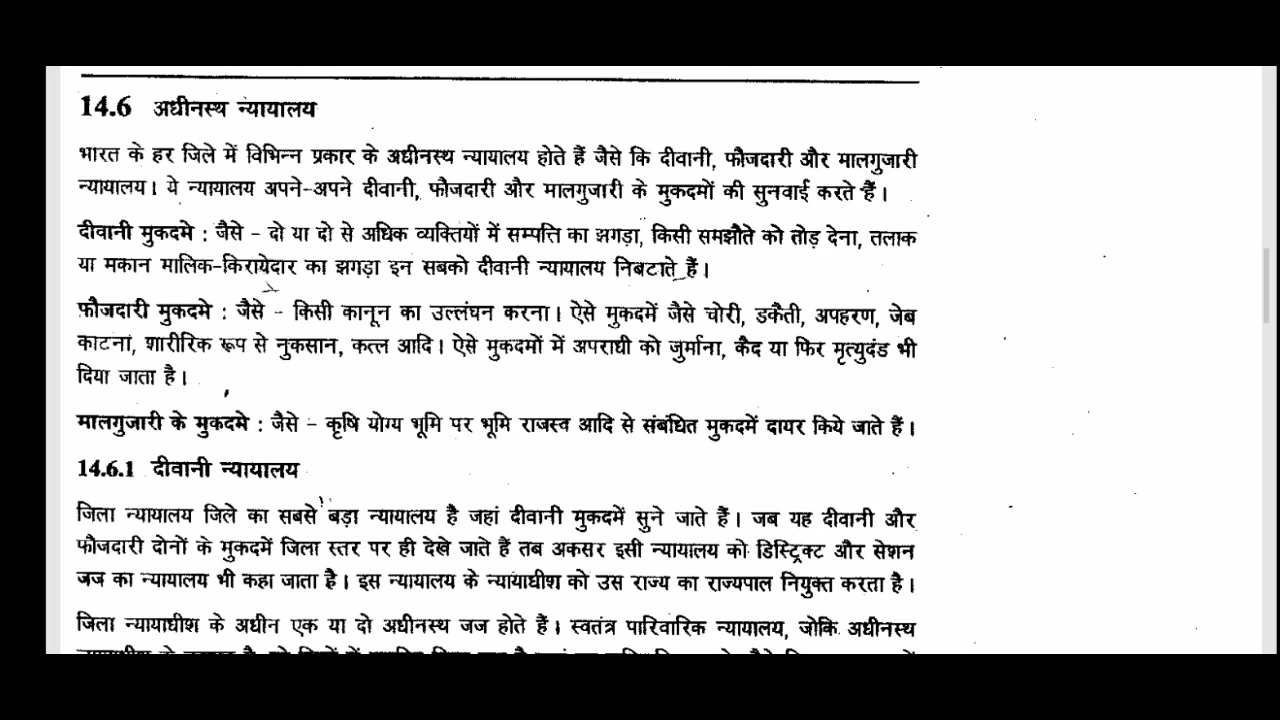 14.6 अधीनस्थ न्यायालय
भारत के हर जिले में विभिन्न प्रकार के अधीनस्थ न्यायालय होते हैं जैसे कि दीवानी, फौजदारी और मालगुजारी
न्यायालय। ये न्यायालय अपने-अपने दीवानी, फौजदारी और मालगुजारी के मुकदमों की सुनवाई करते हैं।
दीवानी मुकदमे : जैसे - दो या दो से अधिक व्यक्तियों में सम्पत्ति का झगड़ा, किसी समझौते को तोड़ देना, तलाक
या मकान मालिक-किरायेदार का झगड़ा इन सबको दीवानी न्यायालय निबटाते हैं।
फौजदारी मुकदमे : जैसे - किसी कानून का उल्लंघन करना। ऐसे मुकदमें जैसे चोरी, डकैती, अपहरण, जेब
काटना, शारीरिक रूप से नुकसान, कत्ल आदि। ऐसे मुकदमों में अपराधी को जुर्माना, कैद या फिर मृत्युदंड भी
दिया जाता है।
मालगुजारी के मुकदमे : जैसे - कृषि योग्य भूमि पर भूमि राजस्व आदि से संबंधित मुकदमें दायर किये जाते हैं।
14.6.1 दीवानी न्यायालय
जिला न्यायालय जिले का सबसे बड़ा न्यायालय है जहां दीवानी मुकदमें सुने जाते हैं। जब यह दीवानी और
फौजदारी दोनों के मुकदमें जिला स्तर पर ही देखे जाते हैं तब अकसर इसी न्यायालय को डिस्ट्रिक्ट और सेशन
जज का न्यायालय भी कहा जाता है। इस न्यायालय के न्यायाधीश को उस राज्य का राज्यपाल नियुक्त करता है।
जिला न्यायाधीश के अधीन एक या दो अधीनस्थ जज होते हैं। स्वतंत्र पारिवारिक न्यायालय, जोकि अधीनस्थ